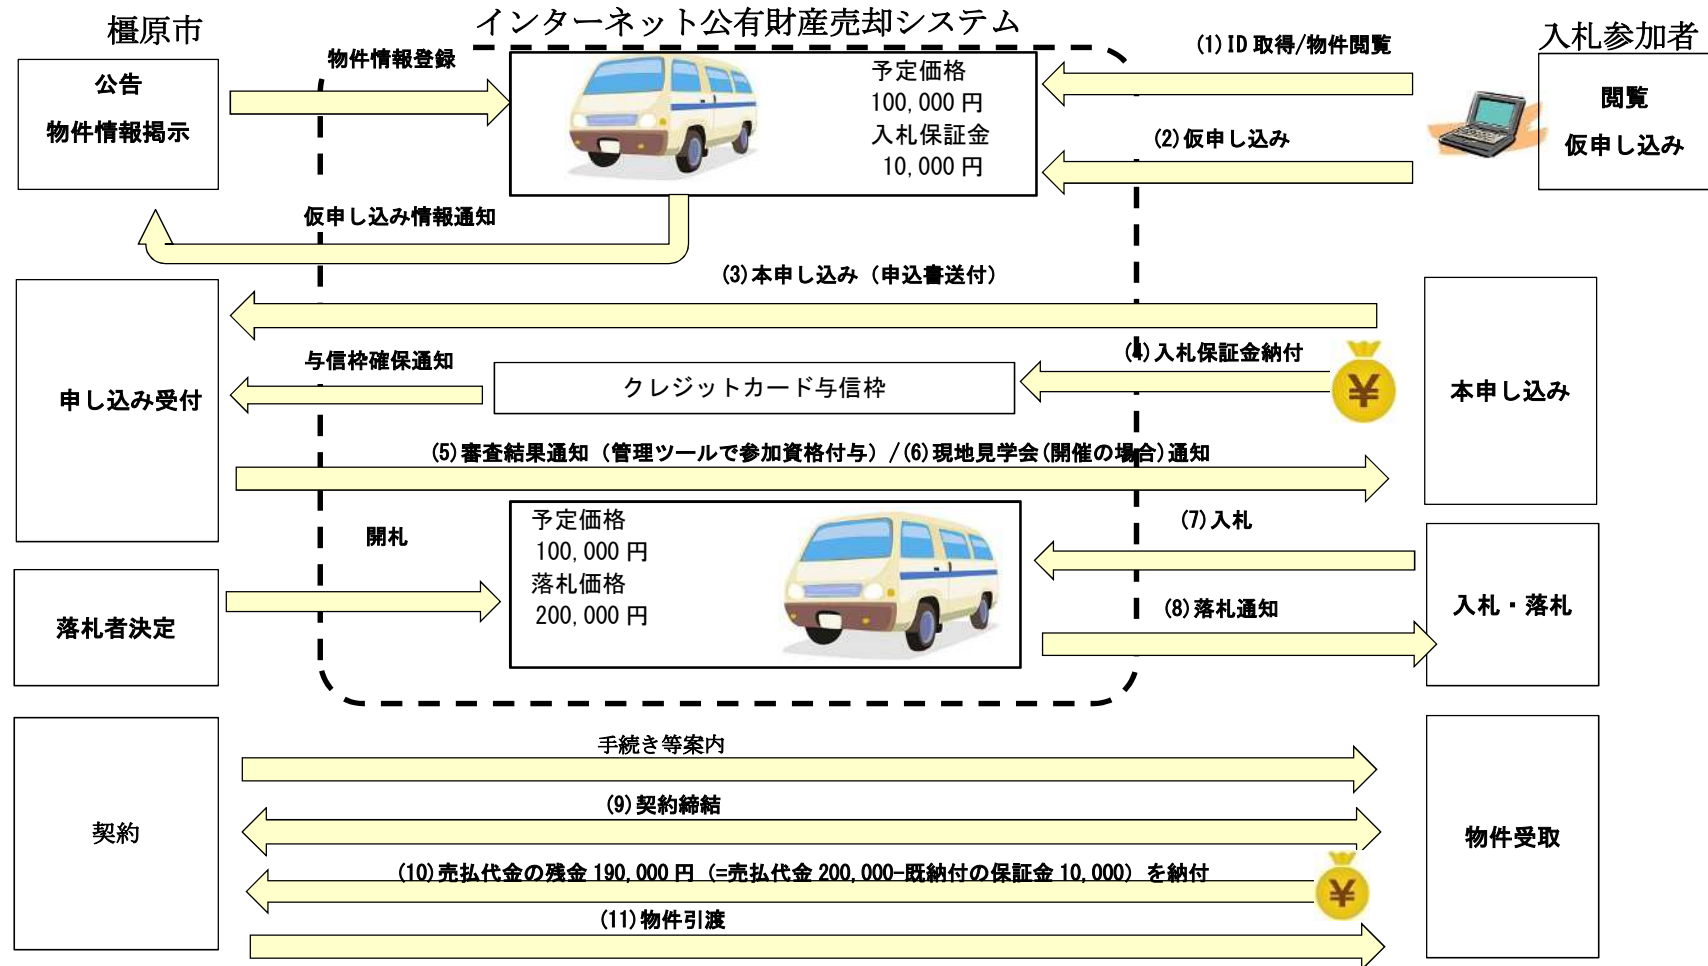 橿原市
インターネット公有財産売却システム
入札参加者
公告
物件情報掲示
物件情報登録
予定価格
100,000 円
入札保証金
10,000 円
(1) ID 取得/物件閲覧
(2)仮申し込み
閲覧
仮申し込み
仮申し込み情報通知
(3)本申し込み（申込書送付）
申し込み受付
与信枠確保通知
クレジットカード与信枠
(4)入札保証金納付
¥
本申し込み
(5)審査結果通知（管理ツールで参加資格付与）/(6)現地見学会(開催の場合)通知
開札
予定価格
100,000 円
落札価格
200,000 円
(7)入札
(8)落札通知
落札者決定
入札・落札
手続き等案内
契約
(9)契約締結
物件受取
(10)売払代金の残金 190,000 円（=売払代金 200,000-既納付の保証金 10,000）を納付
¥
(11)物件引渡